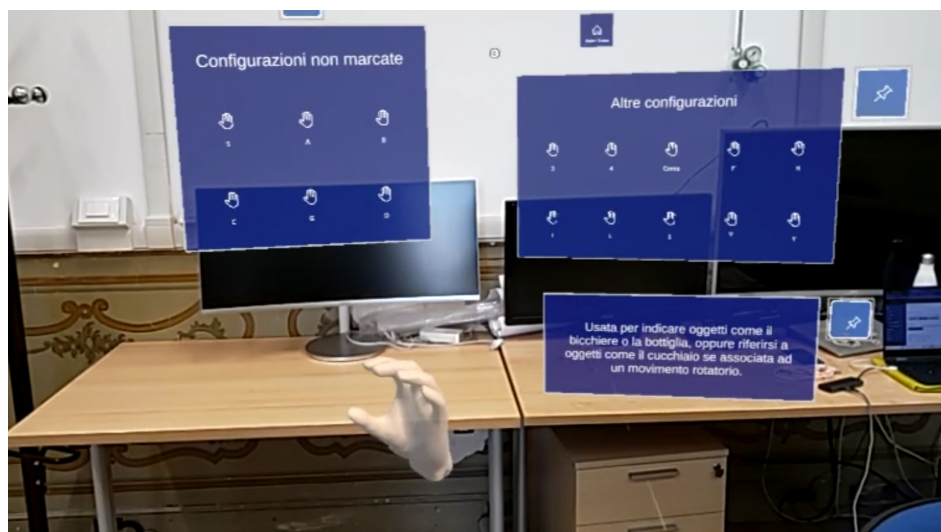 Configurazioni non marcate
A
B
C
G
Altre configurazioni
3
4
Corna
F
Y
Usata per indicare oggetti come il
bicchiere o la bottiglia, oppure riferirsi a
oggetti come il cucchiaio se associata ad
un movimento rotatorio.